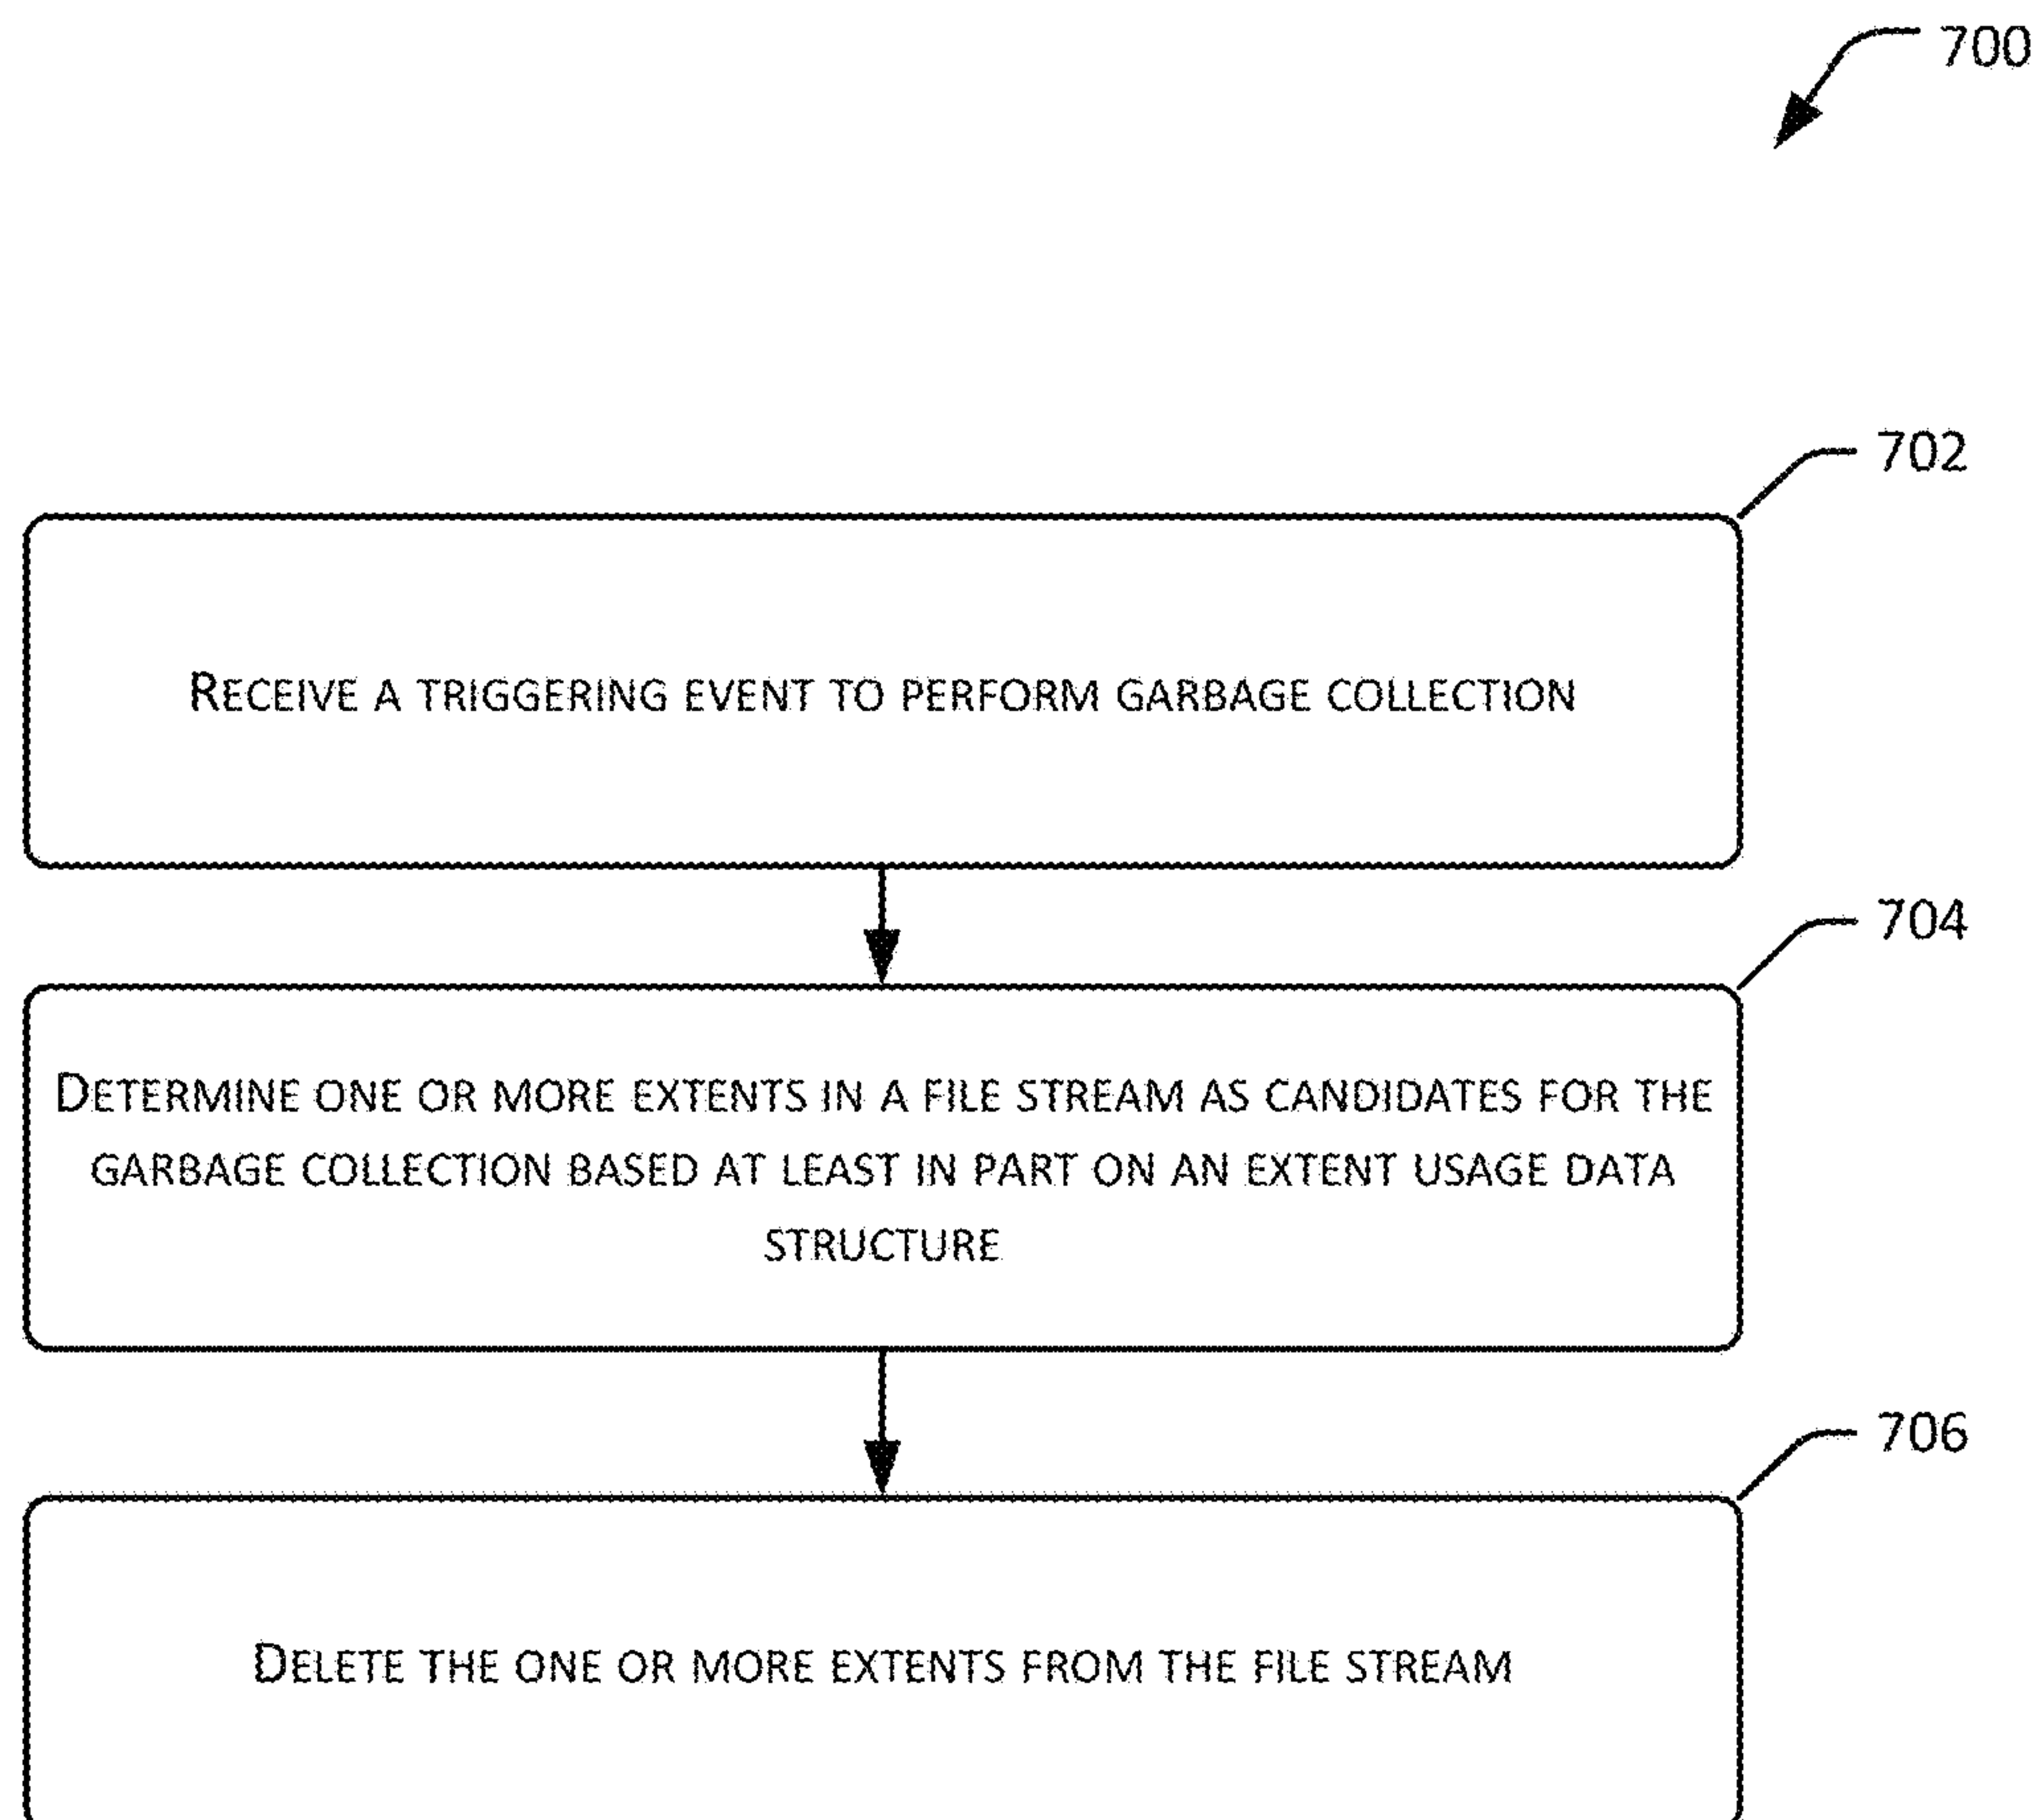 700
702
RECEIVE A TRIGGERING EVENT TO PERFORM GARBAGE COLLECTION
704
DETERMINE ONE OR MORE EXTENTS IN A FILE STREAM AS CANDIDATES FOR THE
GARBAGE COLLECTION BASED AT LEAST IN PART ON AN EXTENT USAGE DATA
STRUCTURE
706
DELETE THE ONE OR MORE EXTENTS FROM THE FILE STREAM